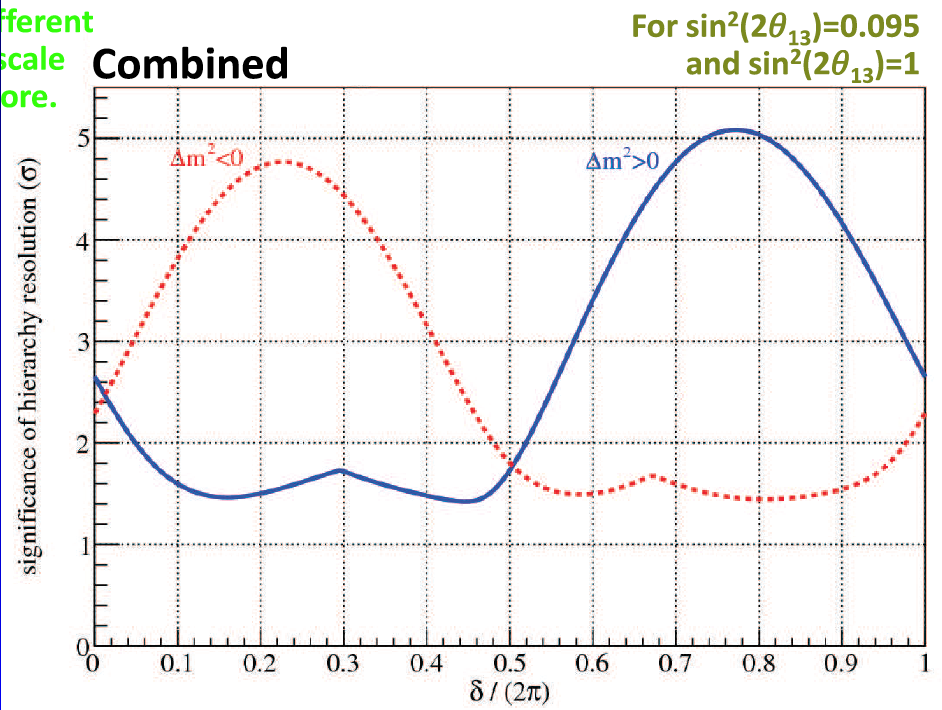 fferent
scale
ore.
Combined
For sin²(2θ₁₃)=0.095
and sin²(2θ₁₃)=1
significance of hierarchy resolution (σ)
5
4
3
2
1
0
Δm²<0
Δm²>0
0 0.1 0.2 0.3 0.4 0.5 0.6 0.7 0.8 0.9 1
δ / (2π)